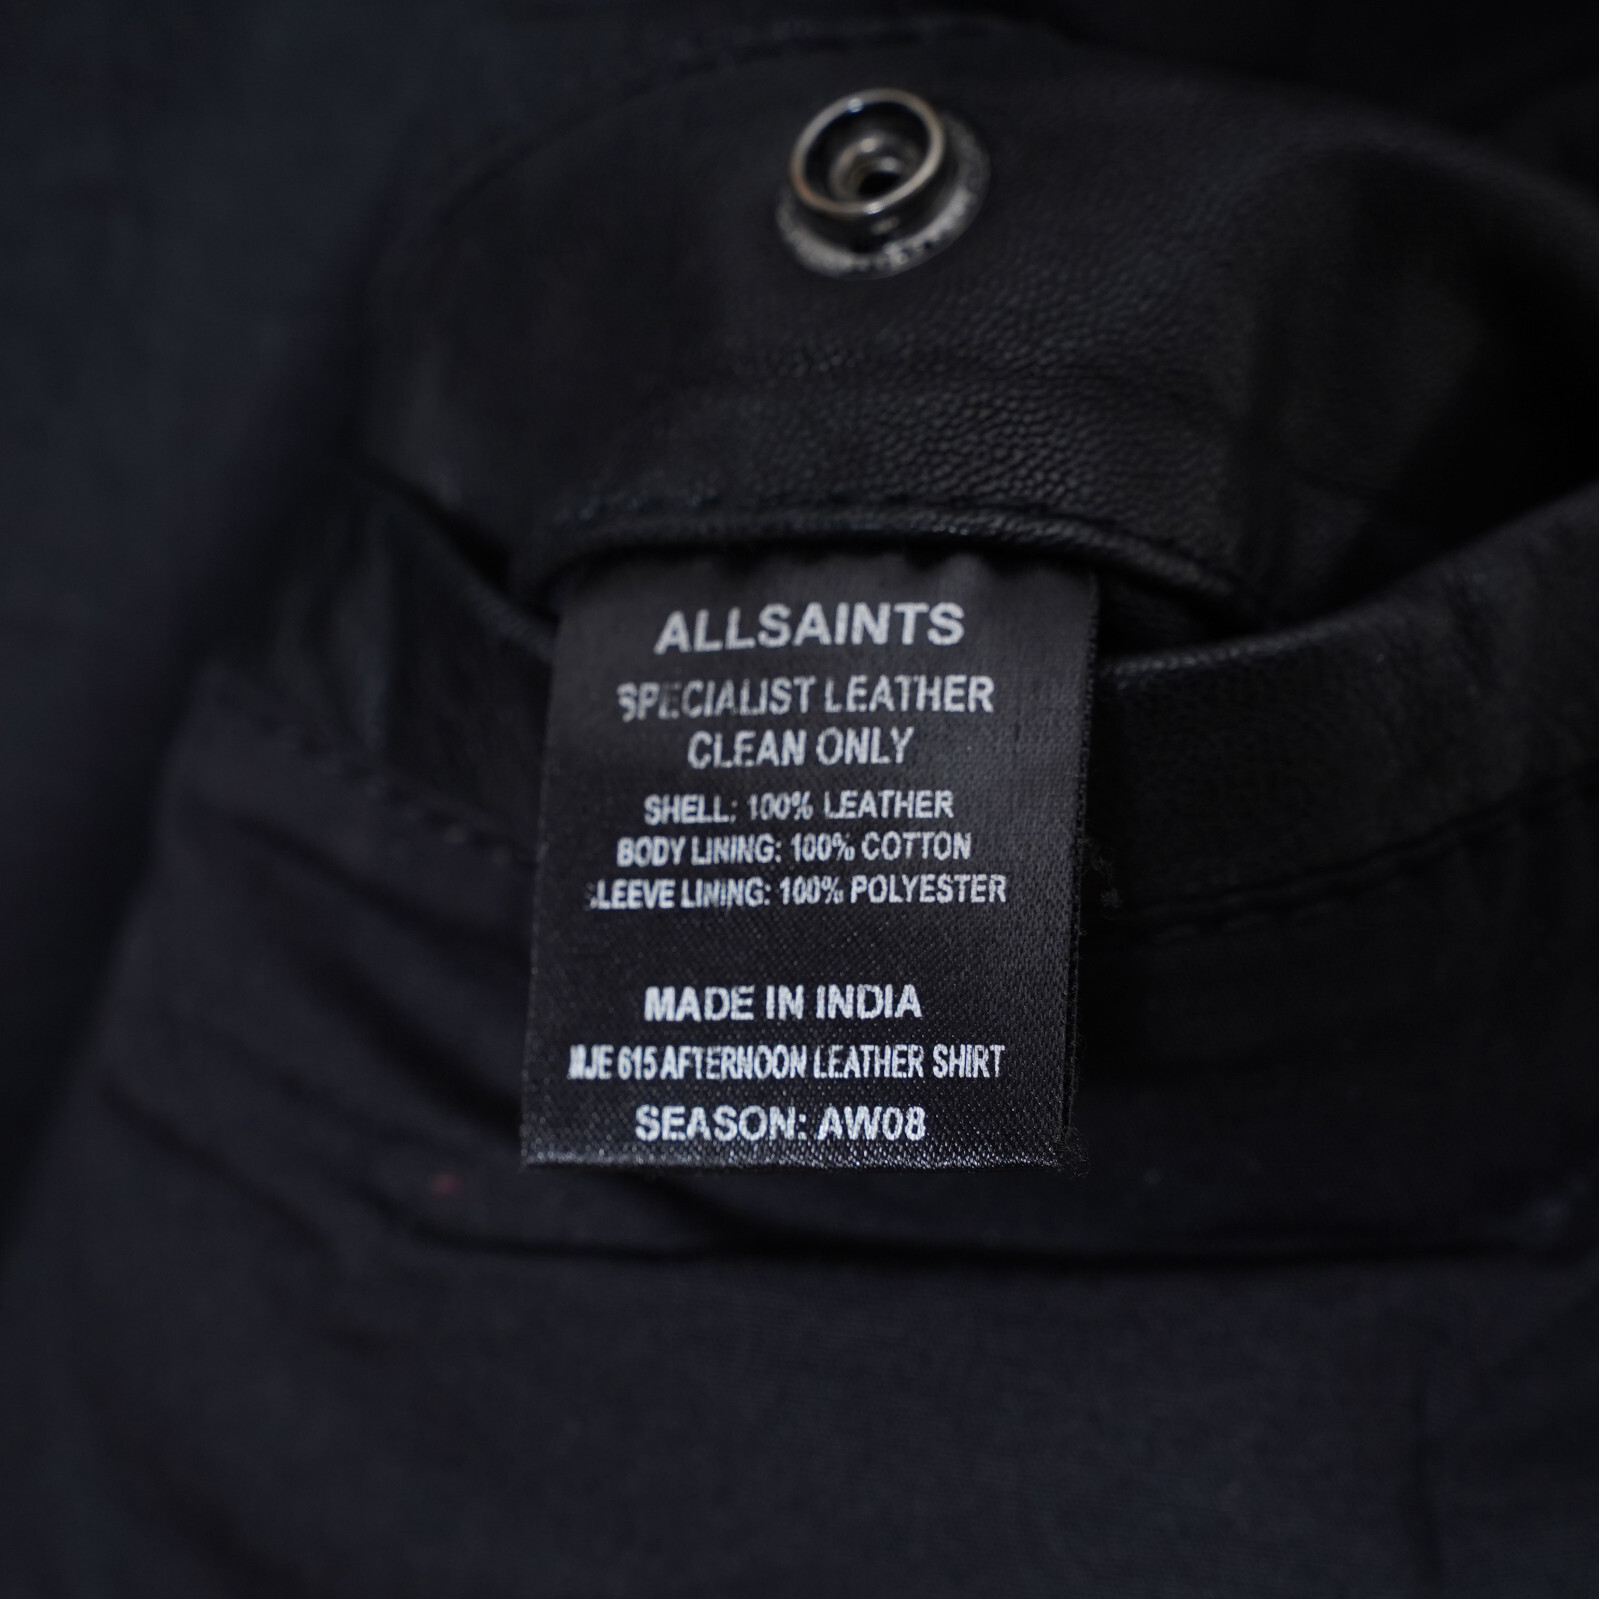 ALLSAINTS
SPECIALIST LEATHER
CLEAN ONLY
SHELL: 100% LEATHER
BODY LINING: 100% COTTON
SLEEVE LINING: 100% POLYESTER
MADE IN INDIA
MJE 615 AFTERNOON LEATHER SHIRT
SEASON: AW08